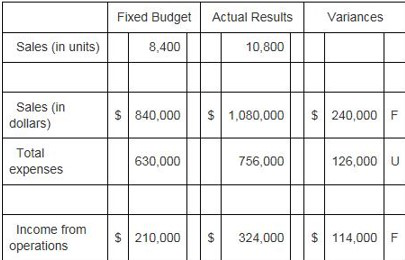 Fixed Budget Actual Results Variances
Sales (in units) 8,400 10,800
Sales (in
dollars) $ 840,000 $ 1,080,000 $ 240,000 F
Total
expenses 630,000 756,000 126,000 U
Income from
operations $ 210,000 $ 324,000 $ 114,000 F